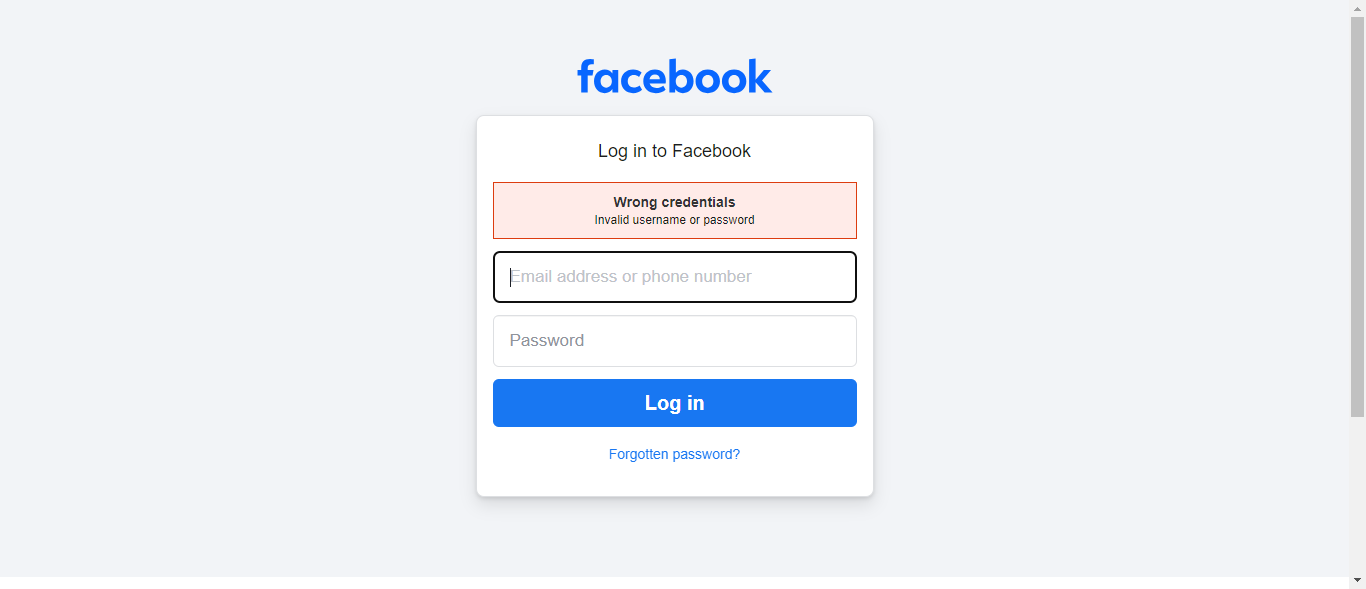 facebook
Log in to Facebook
Wrong credentials
Invalid username or password
Email address or phone number
Password
Log in
Forgotten password?